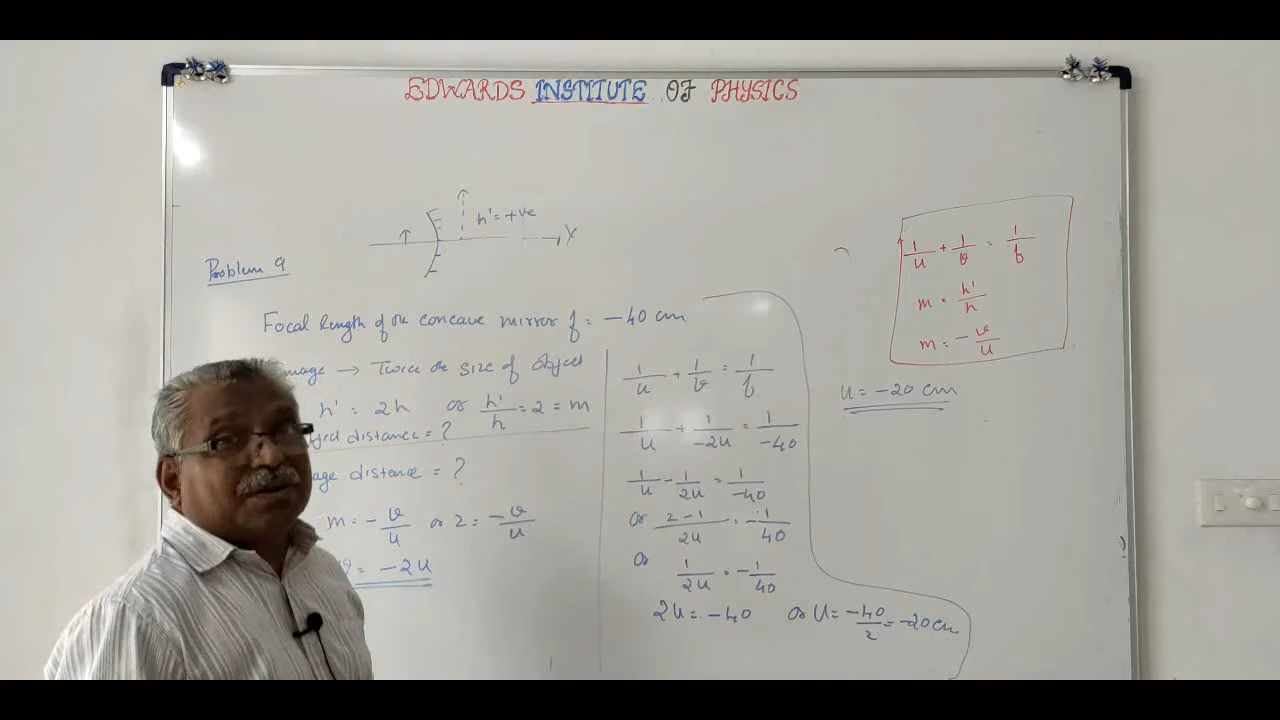 EDWARDS INSTITUTE OF PHYSICS
h' = +ve
X
Problem 9
Focal length of the concave mirror f = -40 cm
Image → Twice the size of object
h' = 2h or h'/h = 2 = m
object distance = ?
image distance = ?
m = - v/u or 2 = - v/u
v = -2u
1/u + 1/v = 1/f
1/u + 1/-2u = 1/-40
1/u - 1/2u = 1/-40
or 2-1/2u = - 1/40
or 1/2u = - 1/40
2u = -40 or u = -40/2 = -20 cm
1/u + 1/v = 1/f
m = h'/h
m = - v/u
u = -20 cm